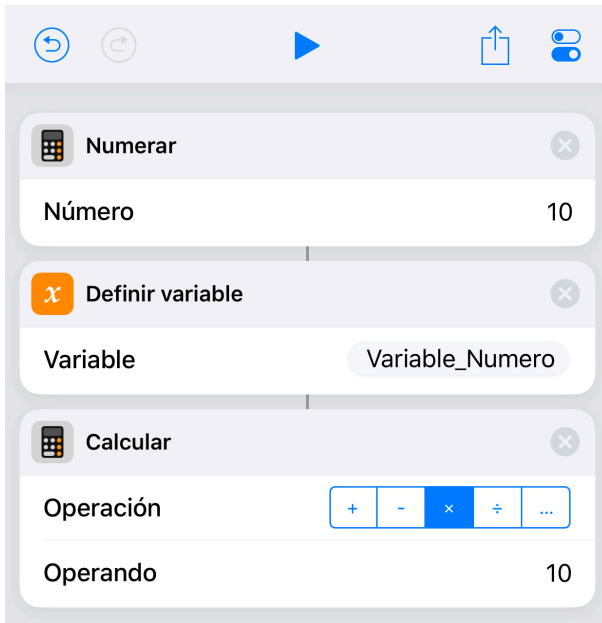 Numerar
Número 10
x Definir variable
Variable Variable_Numero
Calcular
Operación + - × ÷ ...
Operando 10